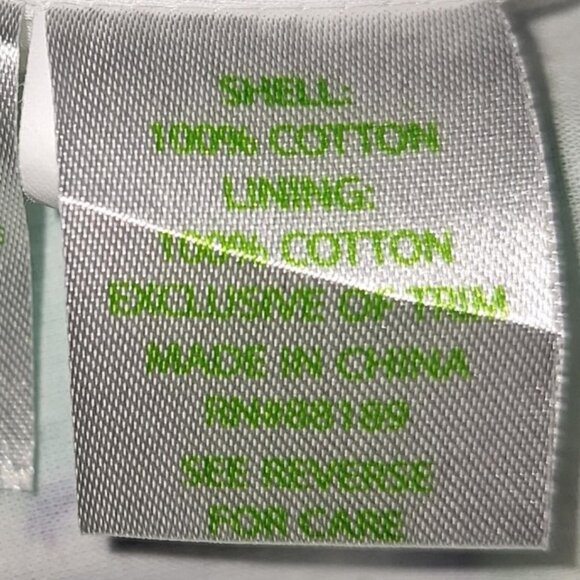 SHELL:
100% COTTON
LINING:
100% COTTON
EXCLUSIVE OF TRIM
MADE IN CHINA
RN#88189
SEE REVERSE
FOR CARE